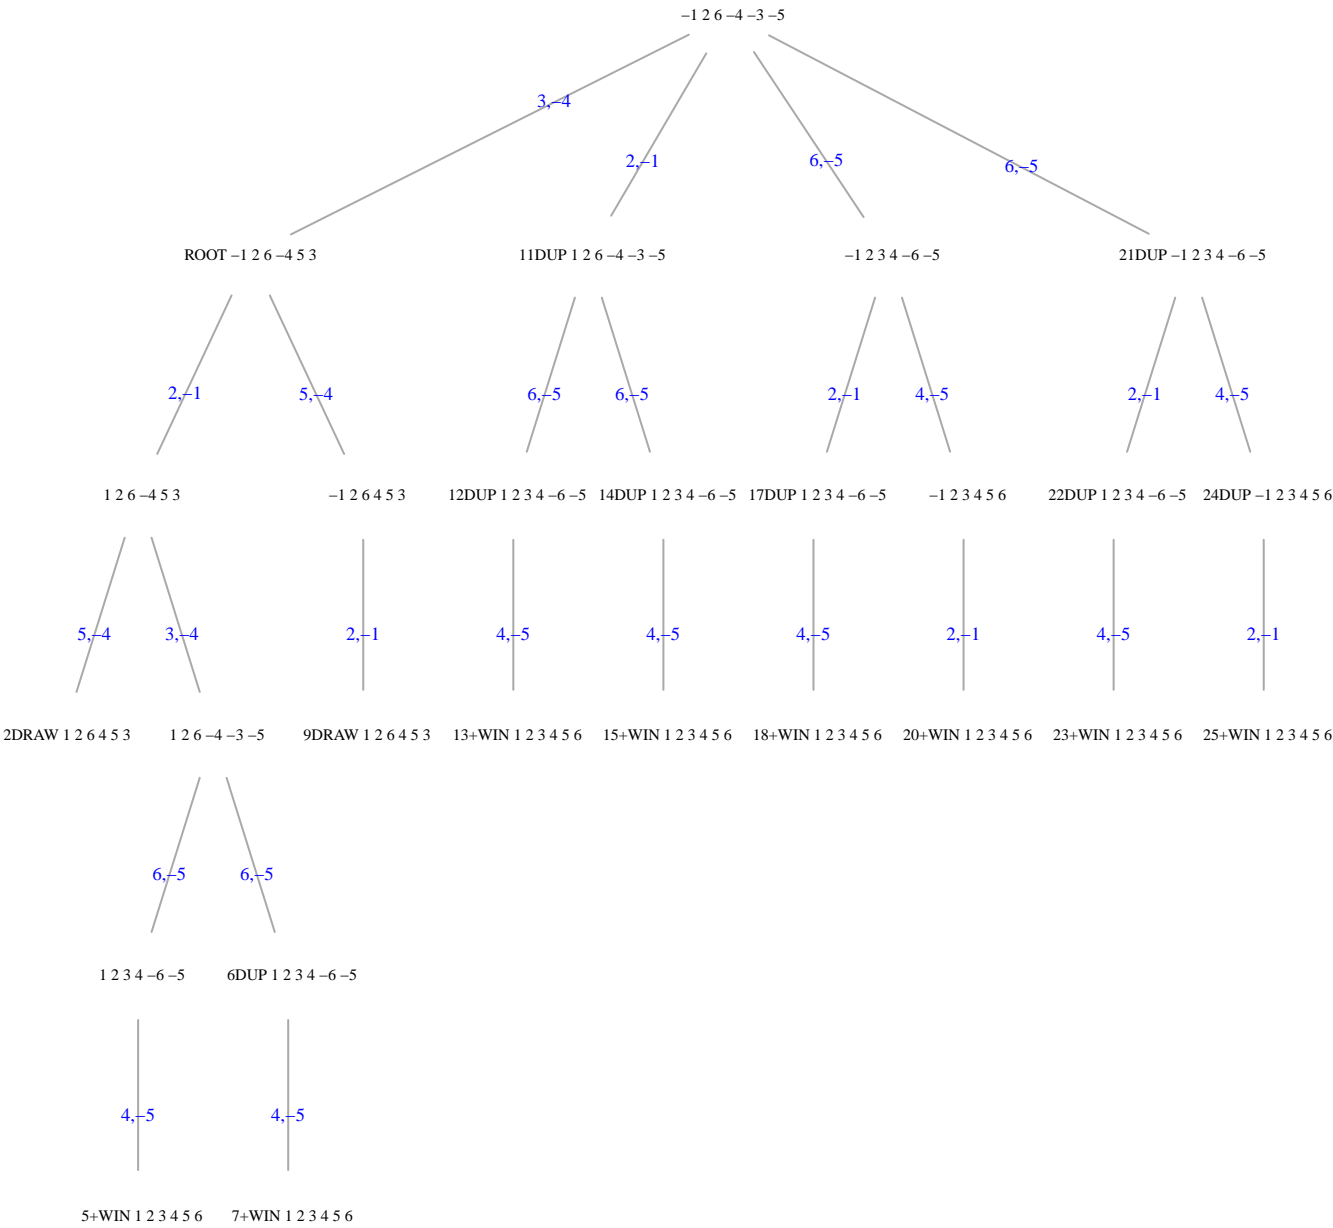 –1 2 6 –4 –3 –5
3,–4
2,–1
6,–5
6,–5
ROOT –1 2 6 –4 5 3
11DUP 1 2 6 –4 –3 –5
–1 2 3 4 –6 –5
21DUP –1 2 3 4 –6 –5
2,–1
5,–4
6,–5
6,–5
2,–1
4,–5
2,–1
4,–5
1 2 6 –4 5 3
–1 2 6 4 5 3
12DUP 1 2 3 4 –6 –5
14DUP 1 2 3 4 –6 –5
17DUP 1 2 3 4 –6 –5
–1 2 3 4 5 6
22DUP 1 2 3 4 –6 –5
24DUP –1 2 3 4 5 6
5,–4
3,–4
2,–1
4,–5
4,–5
4,–5
2,–1
4,–5
2,–1
2DRAW 1 2 6 4 5 3
1 2 6 –4 –3 –5
9DRAW 1 2 6 4 5 3
13+WIN 1 2 3 4 5 6
15+WIN 1 2 3 4 5 6
18+WIN 1 2 3 4 5 6
20+WIN 1 2 3 4 5 6
23+WIN 1 2 3 4 5 6
25+WIN 1 2 3 4 5 6
6,–5
6,–5
1 2 3 4 –6 –5
6DUP 1 2 3 4 –6 –5
4,–5
4,–5
5+WIN 1 2 3 4 5 6
7+WIN 1 2 3 4 5 6